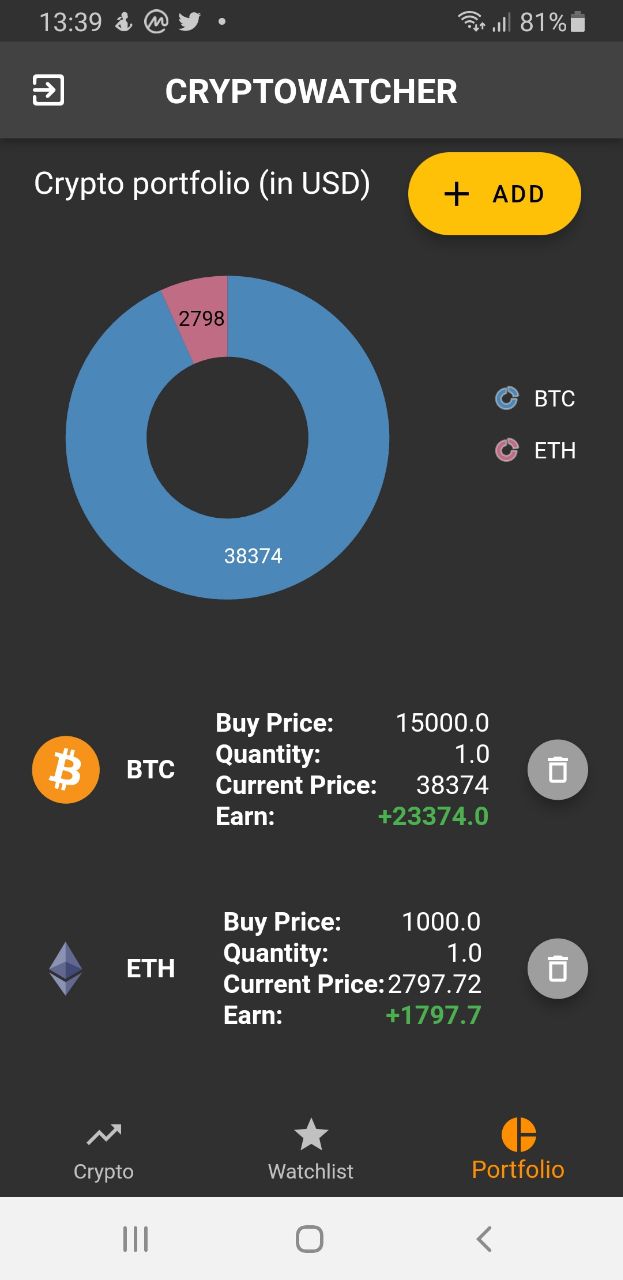 13:39 81%
CRYPTOWATCHER
Crypto portfolio (in USD)
+ ADD
2798
38374
BTC
ETH
BTC
Buy Price: 15000.0
Quantity: 1.0
Current Price: 38374
Earn: +23374.0
ETH
Buy Price: 1000.0
Quantity: 1.0
Current Price: 2797.72
Earn: +1797.7
Crypto Watchlist Portfolio